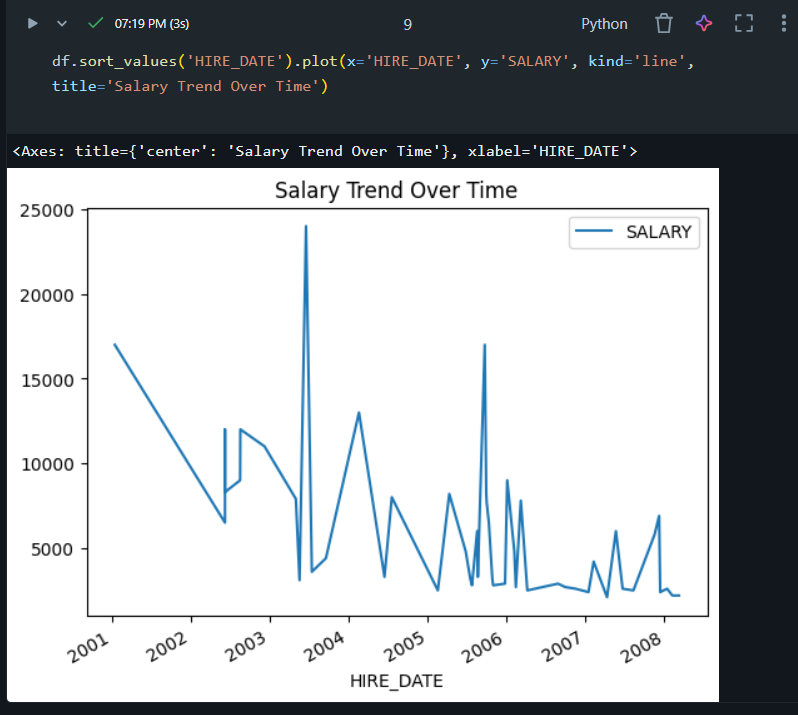 07:19 PM (3s)
9
Python
df.sort_values('HIRE_DATE').plot(x='HIRE_DATE', y='SALARY', kind='line',
title='Salary Trend Over Time')
<Axes: title={'center': 'Salary Trend Over Time'}, xlabel='HIRE_DATE'>
Salary Trend Over Time
25000
SALARY
20000
15000
10000
5000
2001 2002 2003 2004 2005 2006 2007 2008
HIRE_DATE